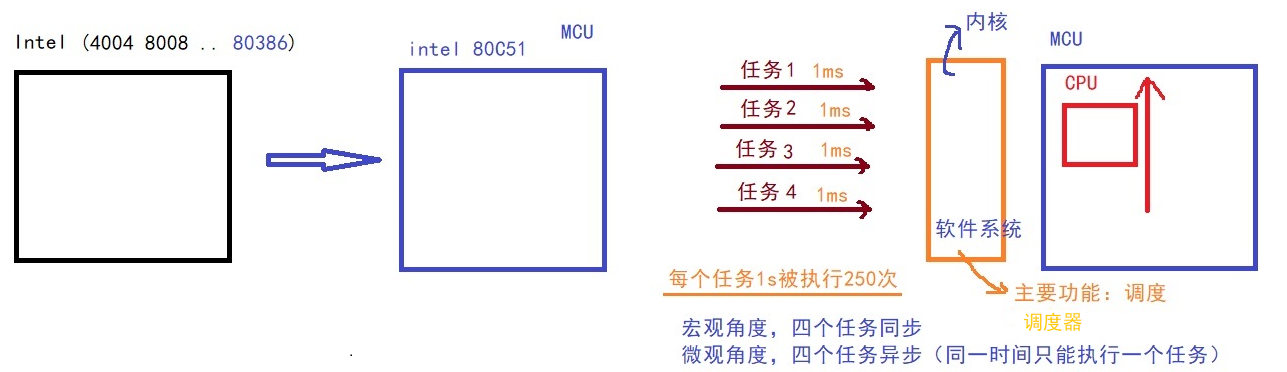 Intel (4004 8008 .. 80386)
intel 80C51
MCU
任务1 1ms
任务2 1ms
任务3 1ms
任务4 1ms
内核
MCU
CPU
软件系统
每个任务1s被执行250次
主要功能：调度
调度器
宏观角度，四个任务同步
微观角度，四个任务异步（同一时间只能执行一个任务）